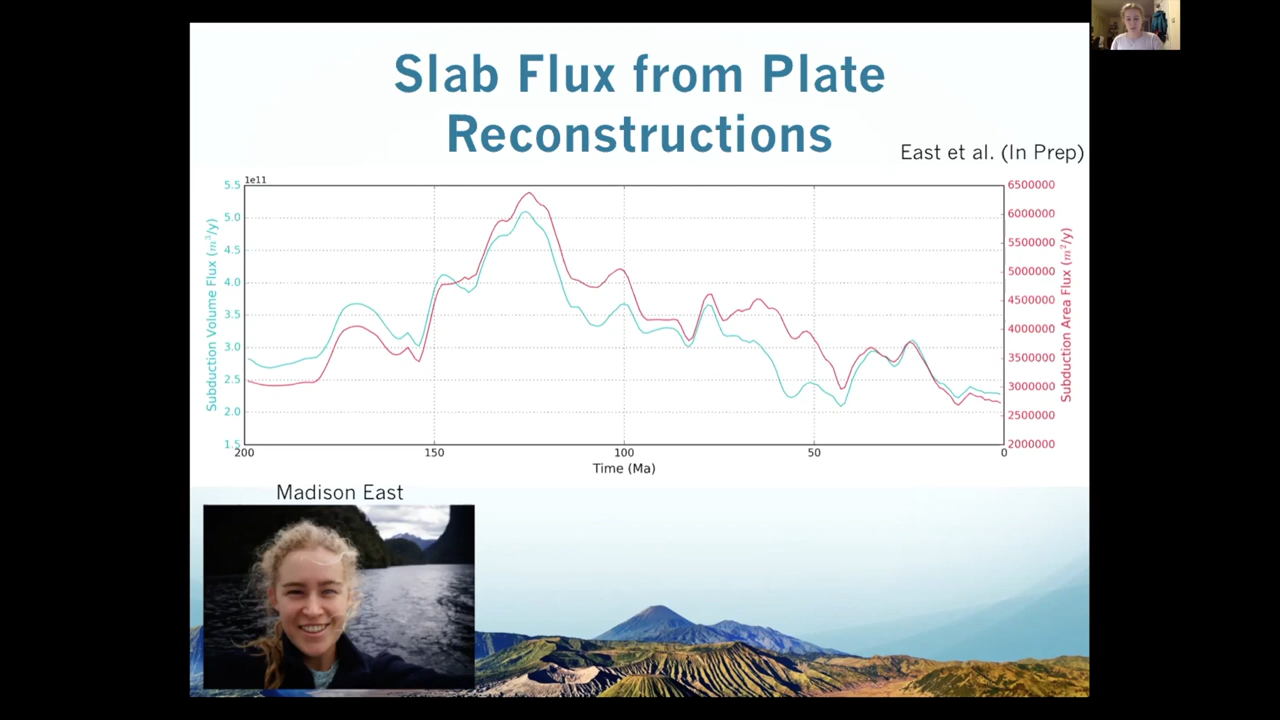 Slab Flux from Plate
Reconstructions
East et al. (In Prep)
1e11
5.5
5.0
4.5
4.0
3.5
3.0
2.5
2.0
1.5
Subduction Volume Flux (m³/y)
6500000
6000000
5500000
5000000
4500000
4000000
3500000
3000000
2500000
2000000
Subduction Area Flux (m²/y)
200 150 100 50 0
Time (Ma)
Madison East